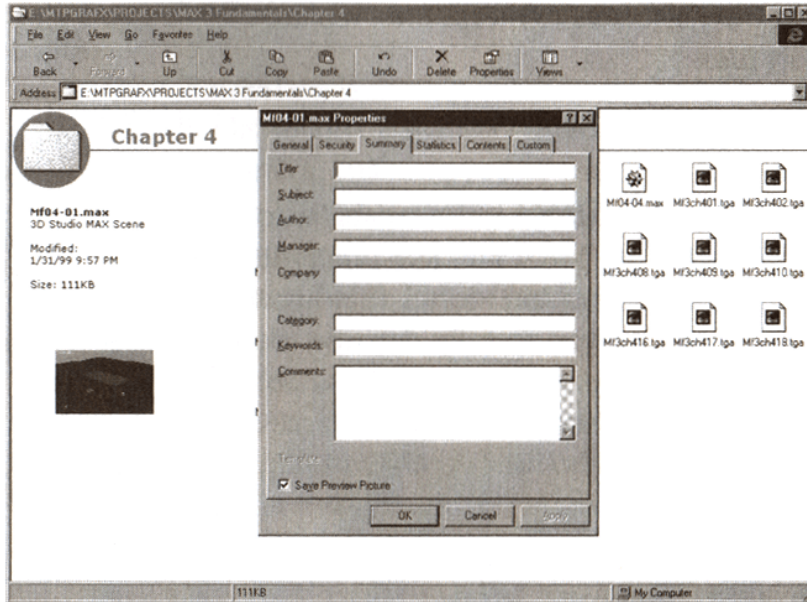 E:\MTPGRAFX\PROJECTS\MAX 3 Fundamentals\Chapter 4
File Edit View Go Favorites Help
Back Forward Up Cut Copy Paste Undo Delete Properties Views
Address E:\MTPGRAFX\PROJECTS\MAX 3 Fundamentals\Chapter 4
Chapter 4
Mf04-01.max
3D Studio MAX Scene
Modified:
1/31/99 9:57 PM
Size: 111KB
Mf04-01.max Properties
General Security Summary Statistics Contents Custom
Title:
Subject:
Author:
Manager:
Company:
Category:
Keywords:
Comments:
Template:
Save Preview Picture
OK Cancel Apply
Mf04-04.max Mf3ch401.tga Mf3ch402.tga
Mf3ch408.tga Mf3ch409.tga Mf3ch410.tga
Mf3ch416.tga Mf3ch417.tga Mf3ch418.tga
111KB My Computer